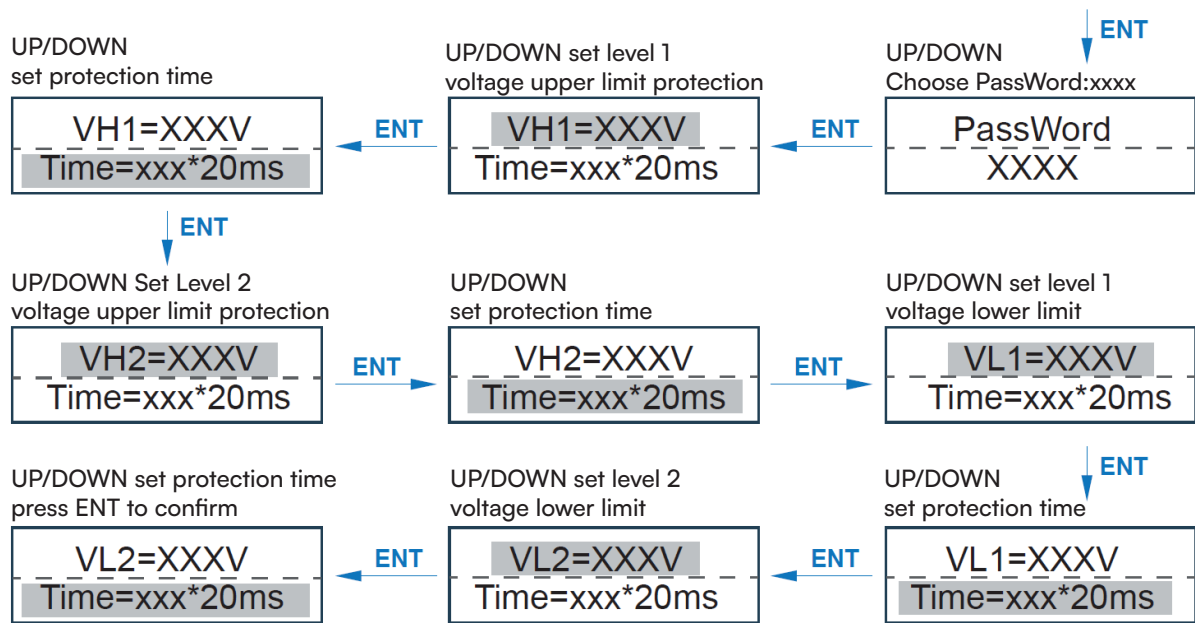 ENT
UP/DOWN
Choose PassWord:xxxx
PassWord
XXXX
ENT
UP/DOWN set level 1
voltage upper limit protection
VH1=XXXV
Time=xxx*20ms
ENT
UP/DOWN
set protection time
VH1=XXXV
Time=xxx*20ms
ENT
UP/DOWN Set Level 2
voltage upper limit protection
VH2=XXXV
Time=xxx*20ms
ENT
UP/DOWN
set protection time
VH2=XXXV
Time=xxx*20ms
ENT
UP/DOWN set level 1
voltage lower limit
VL1=XXXV
Time=xxx*20ms
ENT
UP/DOWN
set protection time
VL1=XXXV
Time=xxx*20ms
ENT
UP/DOWN set level 2
voltage lower limit
VL2=XXXV
Time=xxx*20ms
ENT
UP/DOWN set protection time
press ENT to confirm
VL2=XXXV
Time=xxx*20ms